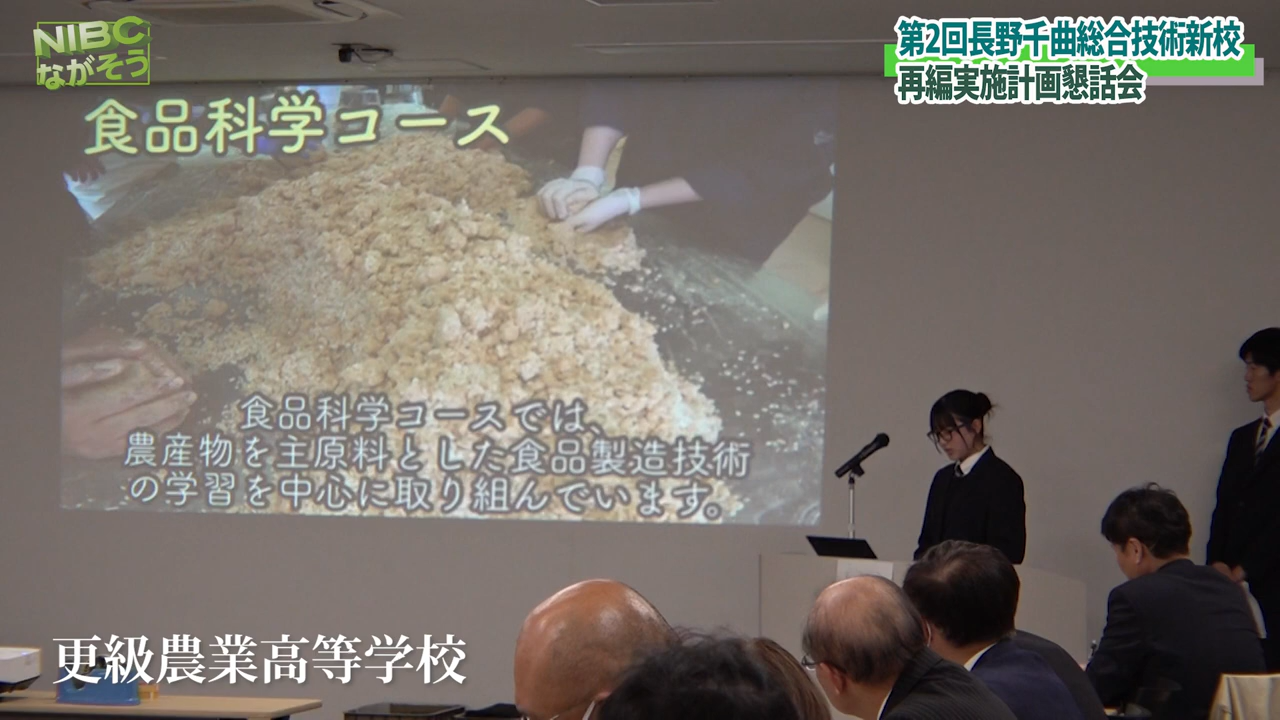 NIBC
ながそう
第2回長野千曲総合技術新校
再編実施計画懇話会
食品科学コース
食品科学コースでは、
農産物を主原料とした食品製造技術
の学習を中心に取り組んでいます。
更級農業高等学校